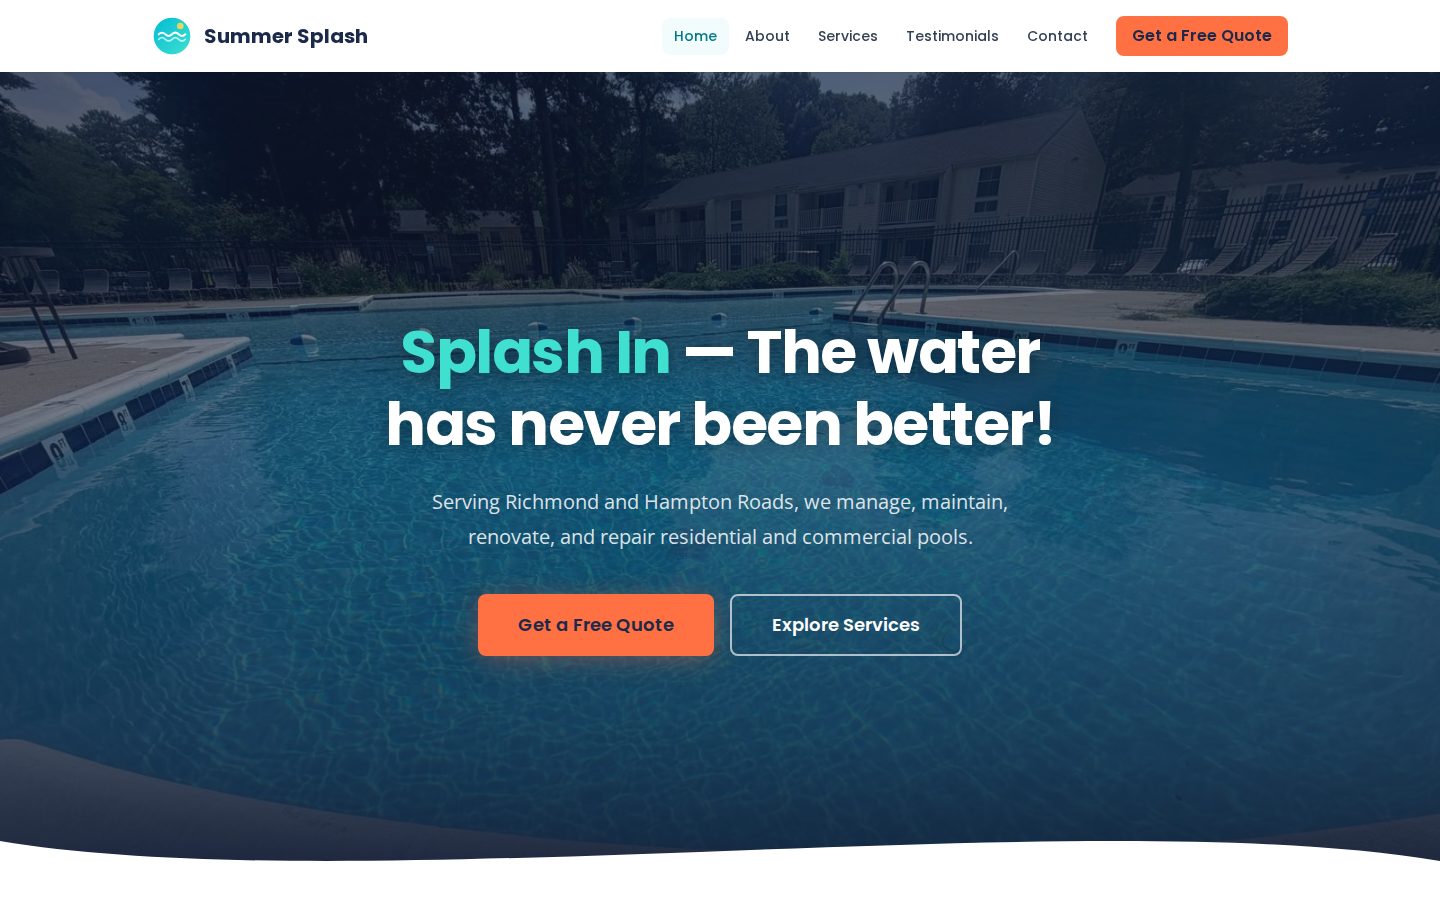 Summer Splash
Home
About
Services
Testimonials
Contact
Get a Free Quote
Splash In — The water
has never been better!
Serving Richmond and Hampton Roads, we manage, maintain,
renovate, and repair residential and commercial pools.
Get a Free Quote
Explore Services